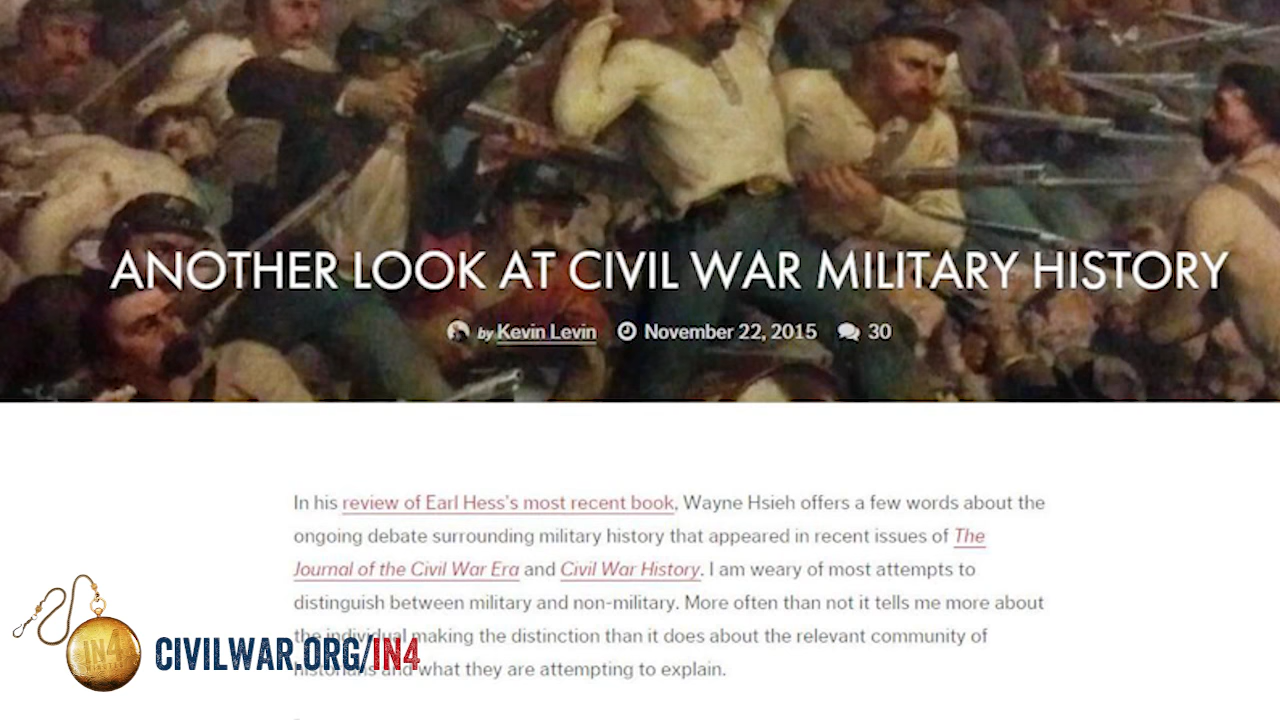 ANOTHER LOOK AT CIVIL WAR MILITARY HISTORY
by Kevin Levin November 22, 2015 30
In his review of Earl Hess's most recent book, Wayne Hsieh offers a few words about the
ongoing debate surrounding military history that appeared in recent issues of The
Journal of the Civil War Era and Civil War History. I am weary of most attempts to
distinguish between military and non-military. More often than not it tells me more about
the individual making the distinction than it does about the relevant community of
historians and what they are attempting to explain.
IN4
CIVILWAR.ORG/IN4